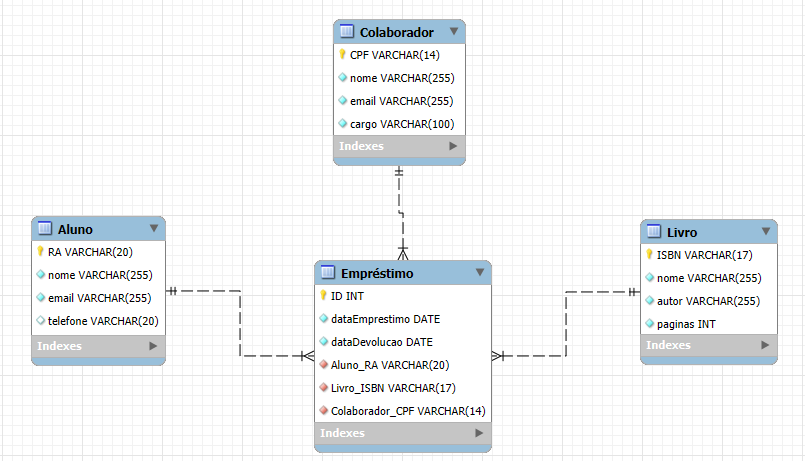 Colaborador
CPF VARCHAR(14)
nome VARCHAR(255)
email VARCHAR(255)
cargo VARCHAR(100)
Indexes
Aluno
RA VARCHAR(20)
nome VARCHAR(255)
email VARCHAR(255)
telefone VARCHAR(20)
Indexes
Empréstimo
ID INT
dataEmprestimo DATE
dataDevolucao DATE
Aluno_RA VARCHAR(20)
Livro_ISBN VARCHAR(17)
Colaborador_CPF VARCHAR(14)
Indexes
Livro
ISBN VARCHAR(17)
nome VARCHAR(255)
autor VARCHAR(255)
paginas INT
Indexes